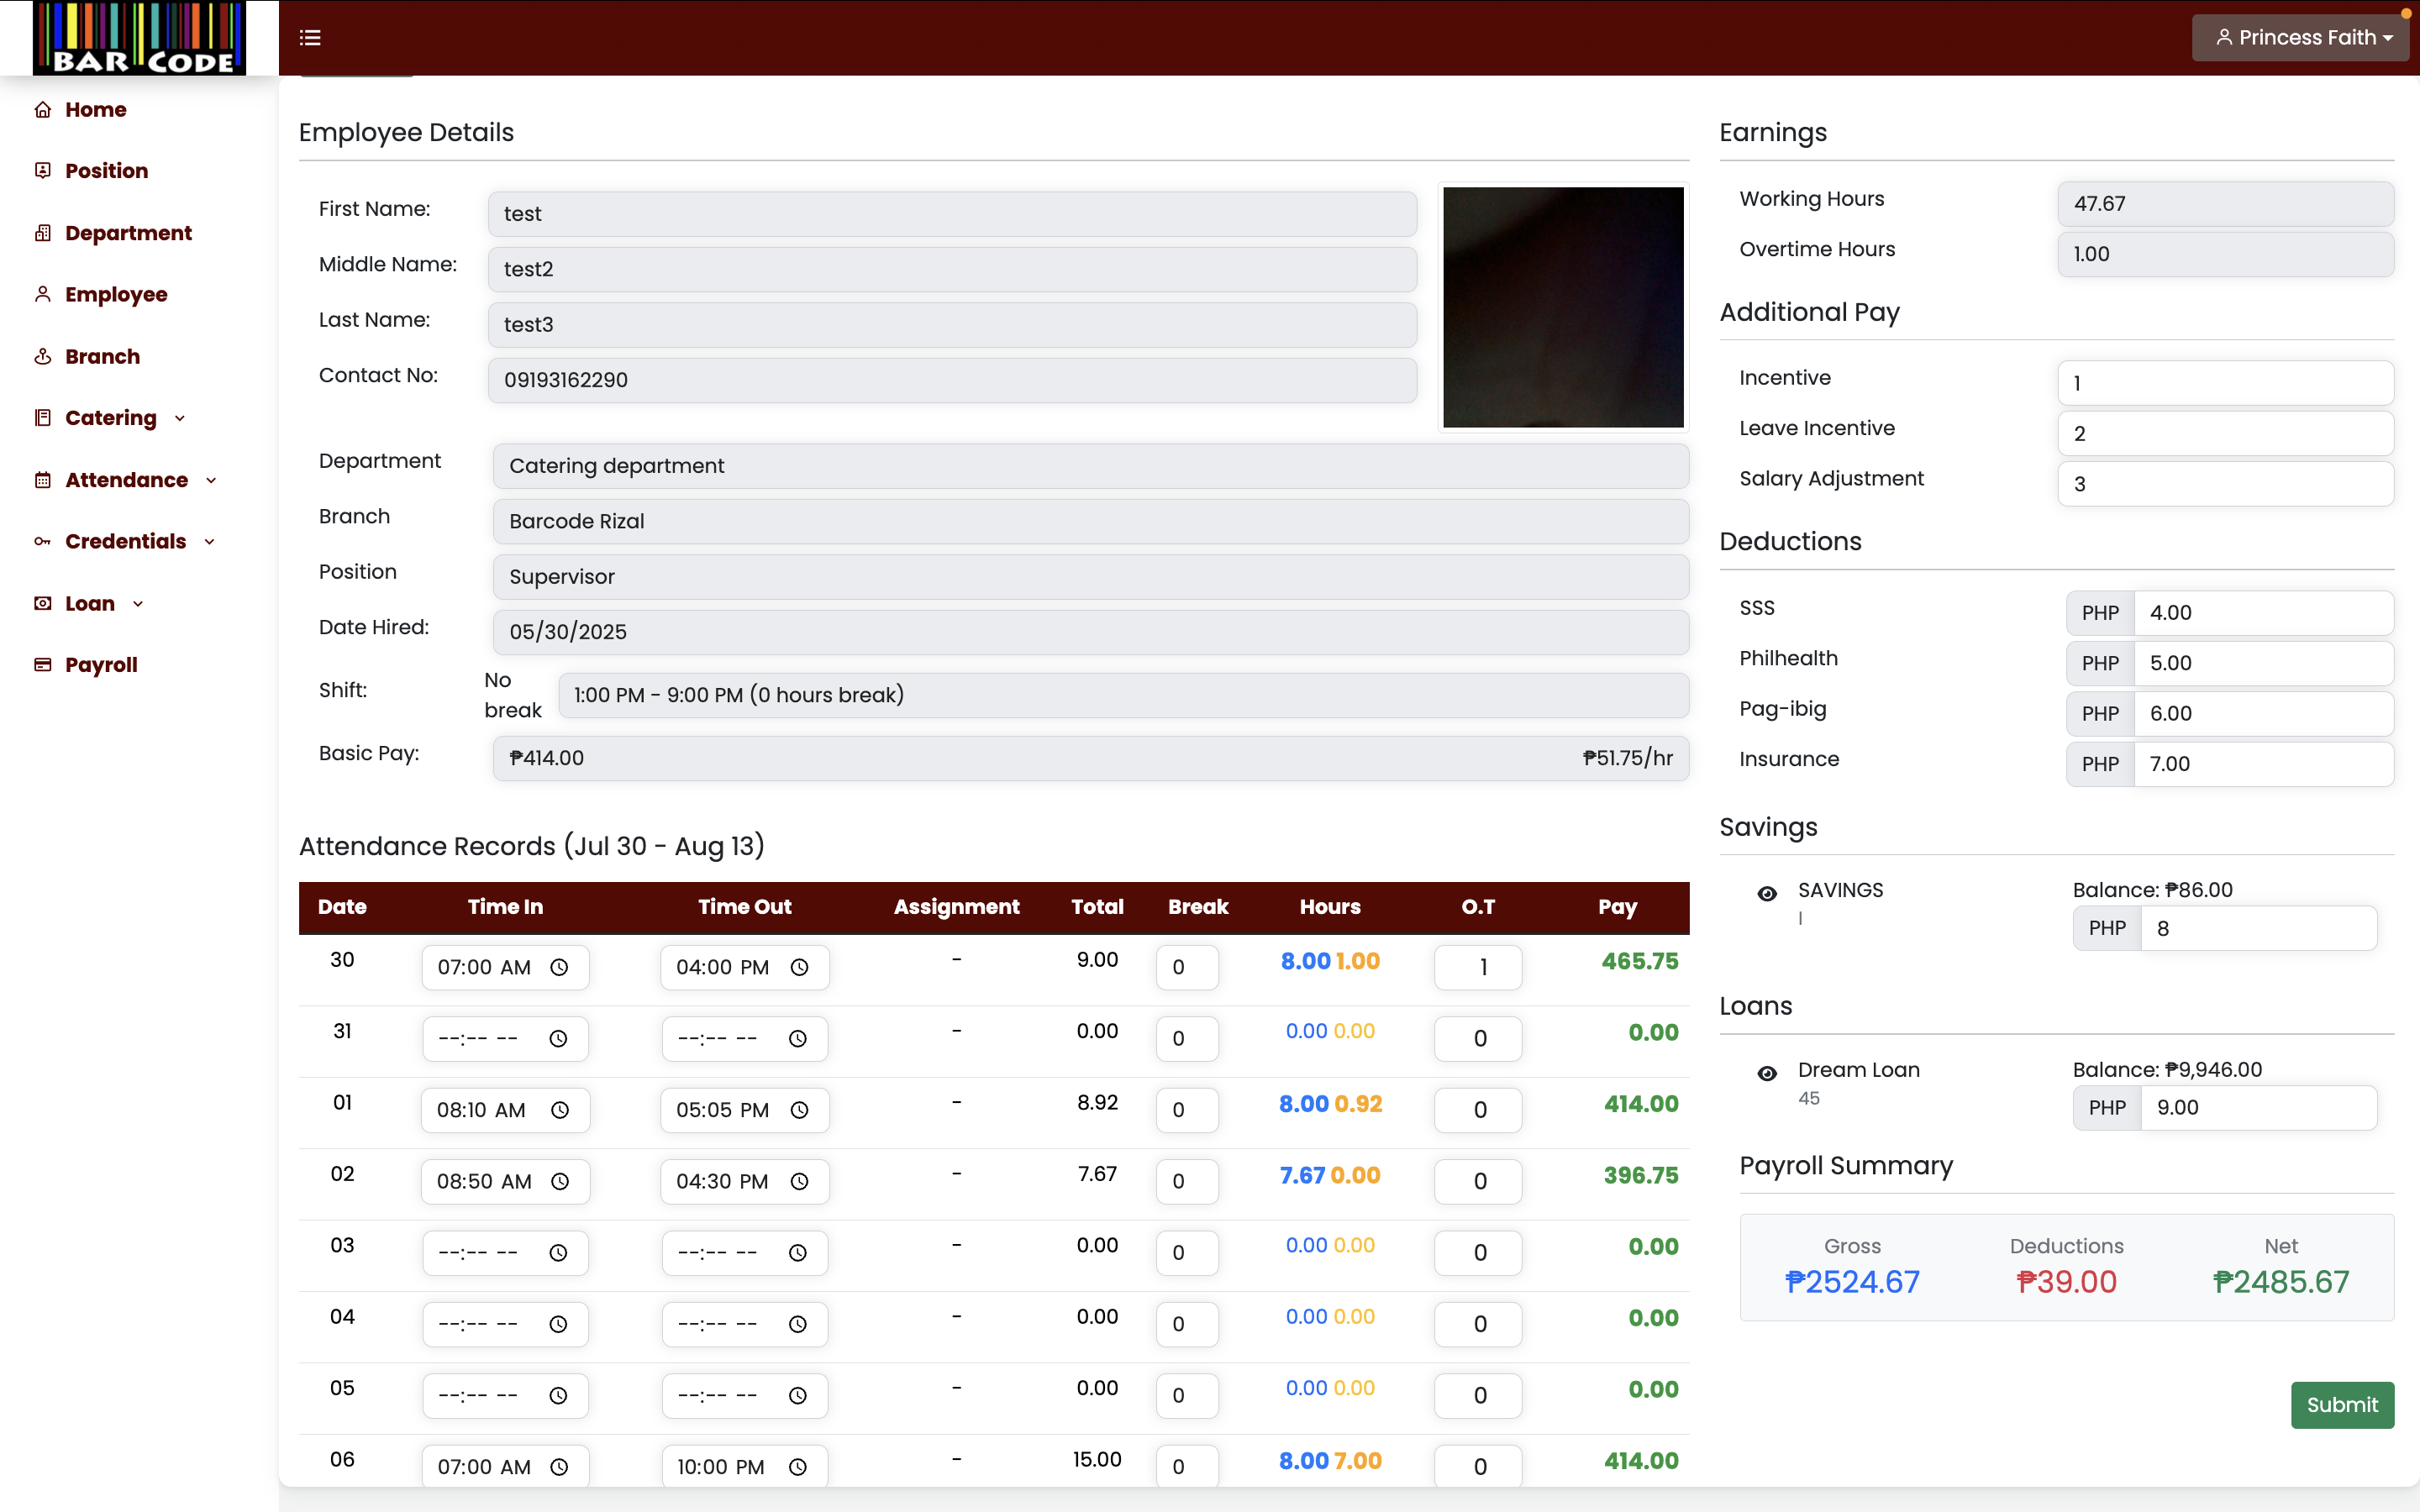 BAR CODE
Princess Faith
Home
Position
Department
Employee
Branch
Catering
Attendance
Credentials
Loan
Payroll
Employee Details
First Name: test
Middle Name: test2
Last Name: test3
Contact No: 09193162290
Department Catering department
Branch Barcode Rizal
Position Supervisor
Date Hired: 05/30/2025
Shift: No break 1:00 PM - 9:00 PM (0 hours break)
Basic Pay: ₱414.00 ₱51.75/hr
Attendance Records (Jul 30 - Aug 13)
Date Time In Time Out Assignment Total Break Hours O.T Pay
30 07:00 AM 04:00 PM - 9.00 0 8.00 1.00 1 465.75
31 --:-- -- --:-- -- - 0.00 0 0.00 0.00 0 0.00
01 08:10 AM 05:05 PM - 8.92 0 8.00 0.92 0 414.00
02 08:50 AM 04:30 PM - 7.67 0 7.67 0.00 0 396.75
03 --:-- -- --:-- -- - 0.00 0 0.00 0.00 0 0.00
04 --:-- -- --:-- -- - 0.00 0 0.00 0.00 0 0.00
05 --:-- -- --:-- -- - 0.00 0 0.00 0.00 0 0.00
06 07:00 AM 10:00 PM - 15.00 0 8.00 7.00 0 414.00
Earnings
Working Hours 47.67
Overtime Hours 1.00
Additional Pay
Incentive 1
Leave Incentive 2
Salary Adjustment 3
Deductions
SSS PHP 4.00
Philhealth PHP 5.00
Pag-ibig PHP 6.00
Insurance PHP 7.00
Savings
SAVINGS Balance: ₱86.00
| PHP 8
Loans
Dream Loan Balance: ₱9,946.00
45 PHP 9.00
Payroll Summary
Gross Deductions Net
₱2524.67 ₱39.00 ₱2485.67
Submit